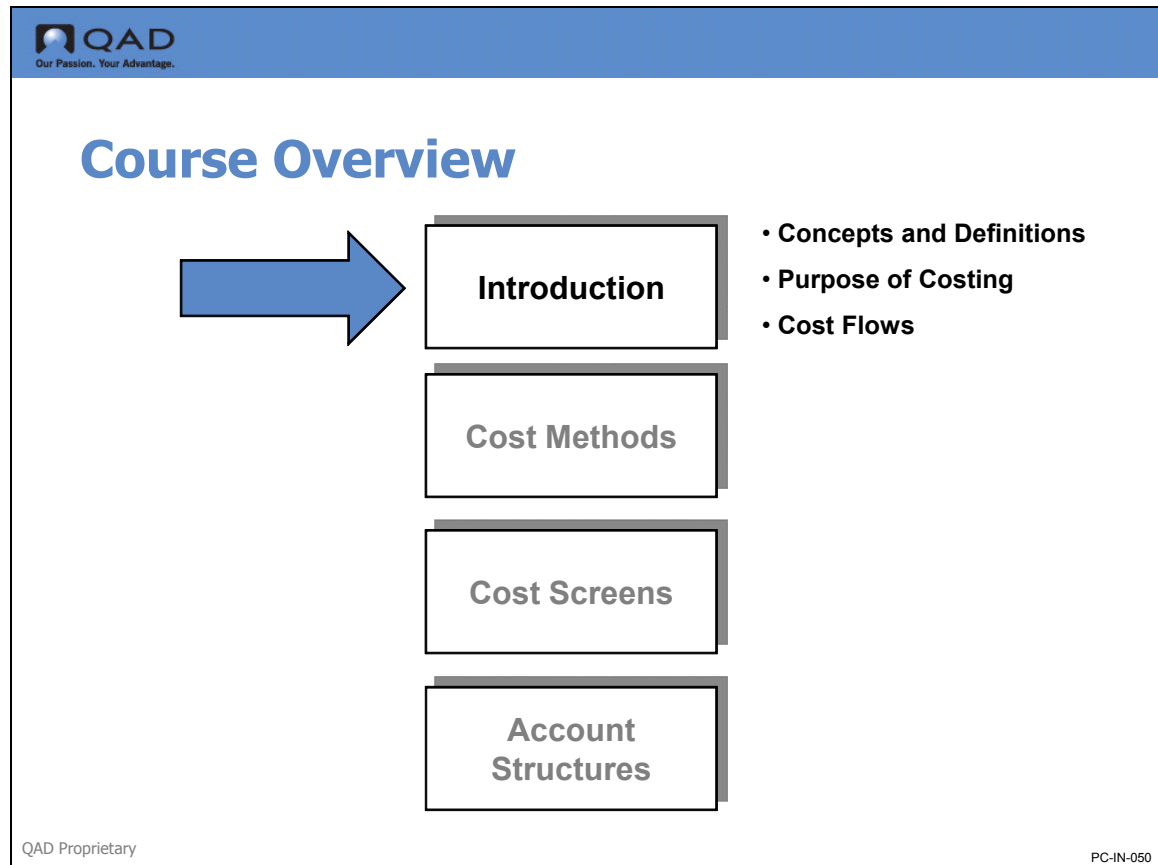 QAD
Our Passion. Your Advantage.
Course Overview
Introduction
• Concepts and Definitions
• Purpose of Costing
• Cost Flows
Cost Methods
Cost Screens
Account
Structures
QAD Proprietary
PC-IN-050